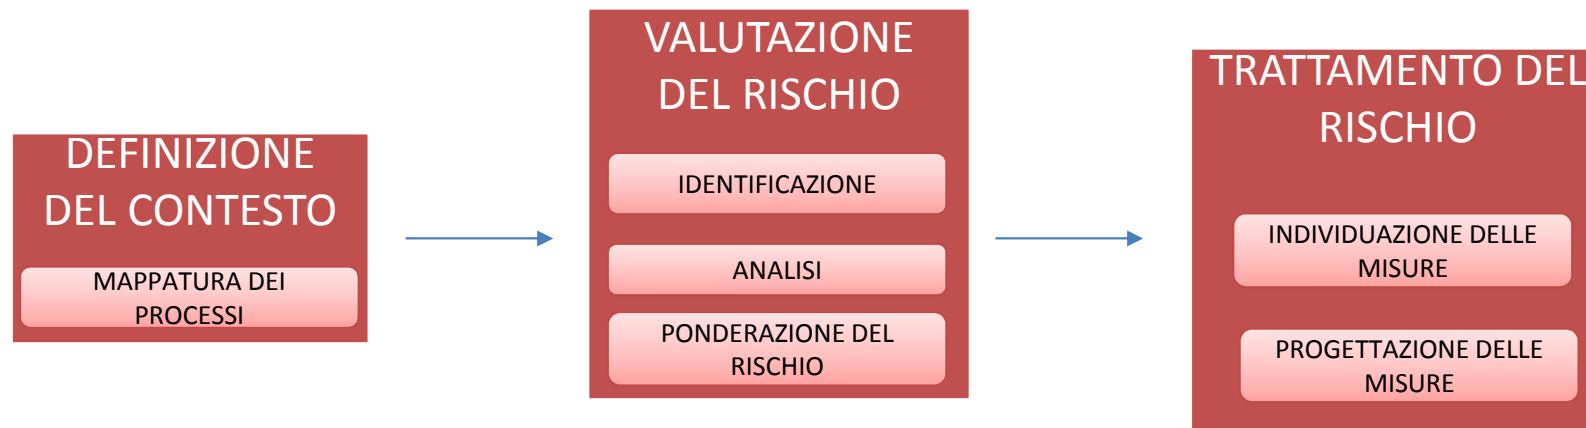 DEFINIZIONE
DEL CONTESTO
MAPPATURA DEI
PROCESSI
VALUTAZIONE
DEL RISCHIO
IDENTIFICAZIONE
ANALISI
PONDERAZIONE DEL
RISCHIO
TRATTAMENTO DEL
RISCHIO
INDIVIDUAZIONE DELLE
MISURE
PROGETTAZIONE DELLE
MISURE